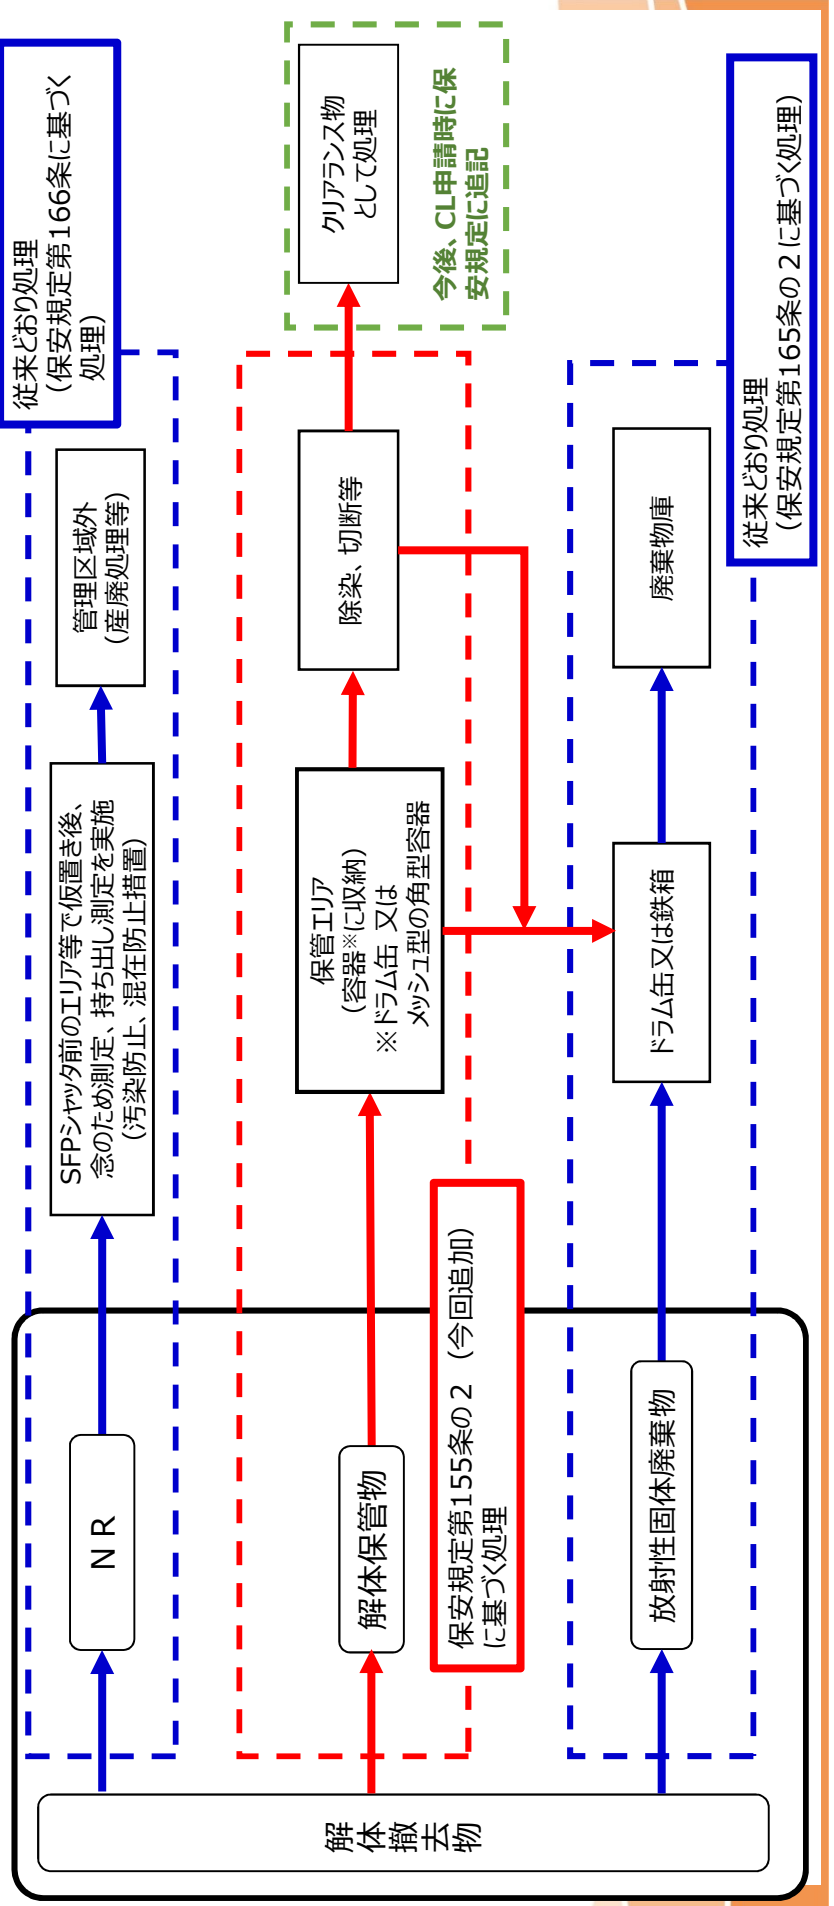 解体撤去物
ＮＲ
SFPシャッタ前のエリア等で仮置き後、
念のため測定、持ち出し測定を実施
（汚染防止、混在防止措置）
管理区域外
（産廃処理等）
従来どおり処理
（保安規定第166条に基づく
処理）
解体保管物
保管エリア
（容器※に収納）
※ドラム缶 又は
メッシュ型の角型容器
除染、切断等
クリアランス物
として処理
今後、CL申請時に保
安規定に追記
保安規定第155条の２（今回追加）
に基づく処理
放射性固体廃棄物
ドラム缶又は鉄箱
廃棄物庫
従来どおり処理
（保安規定第165条の２に基づく処理）